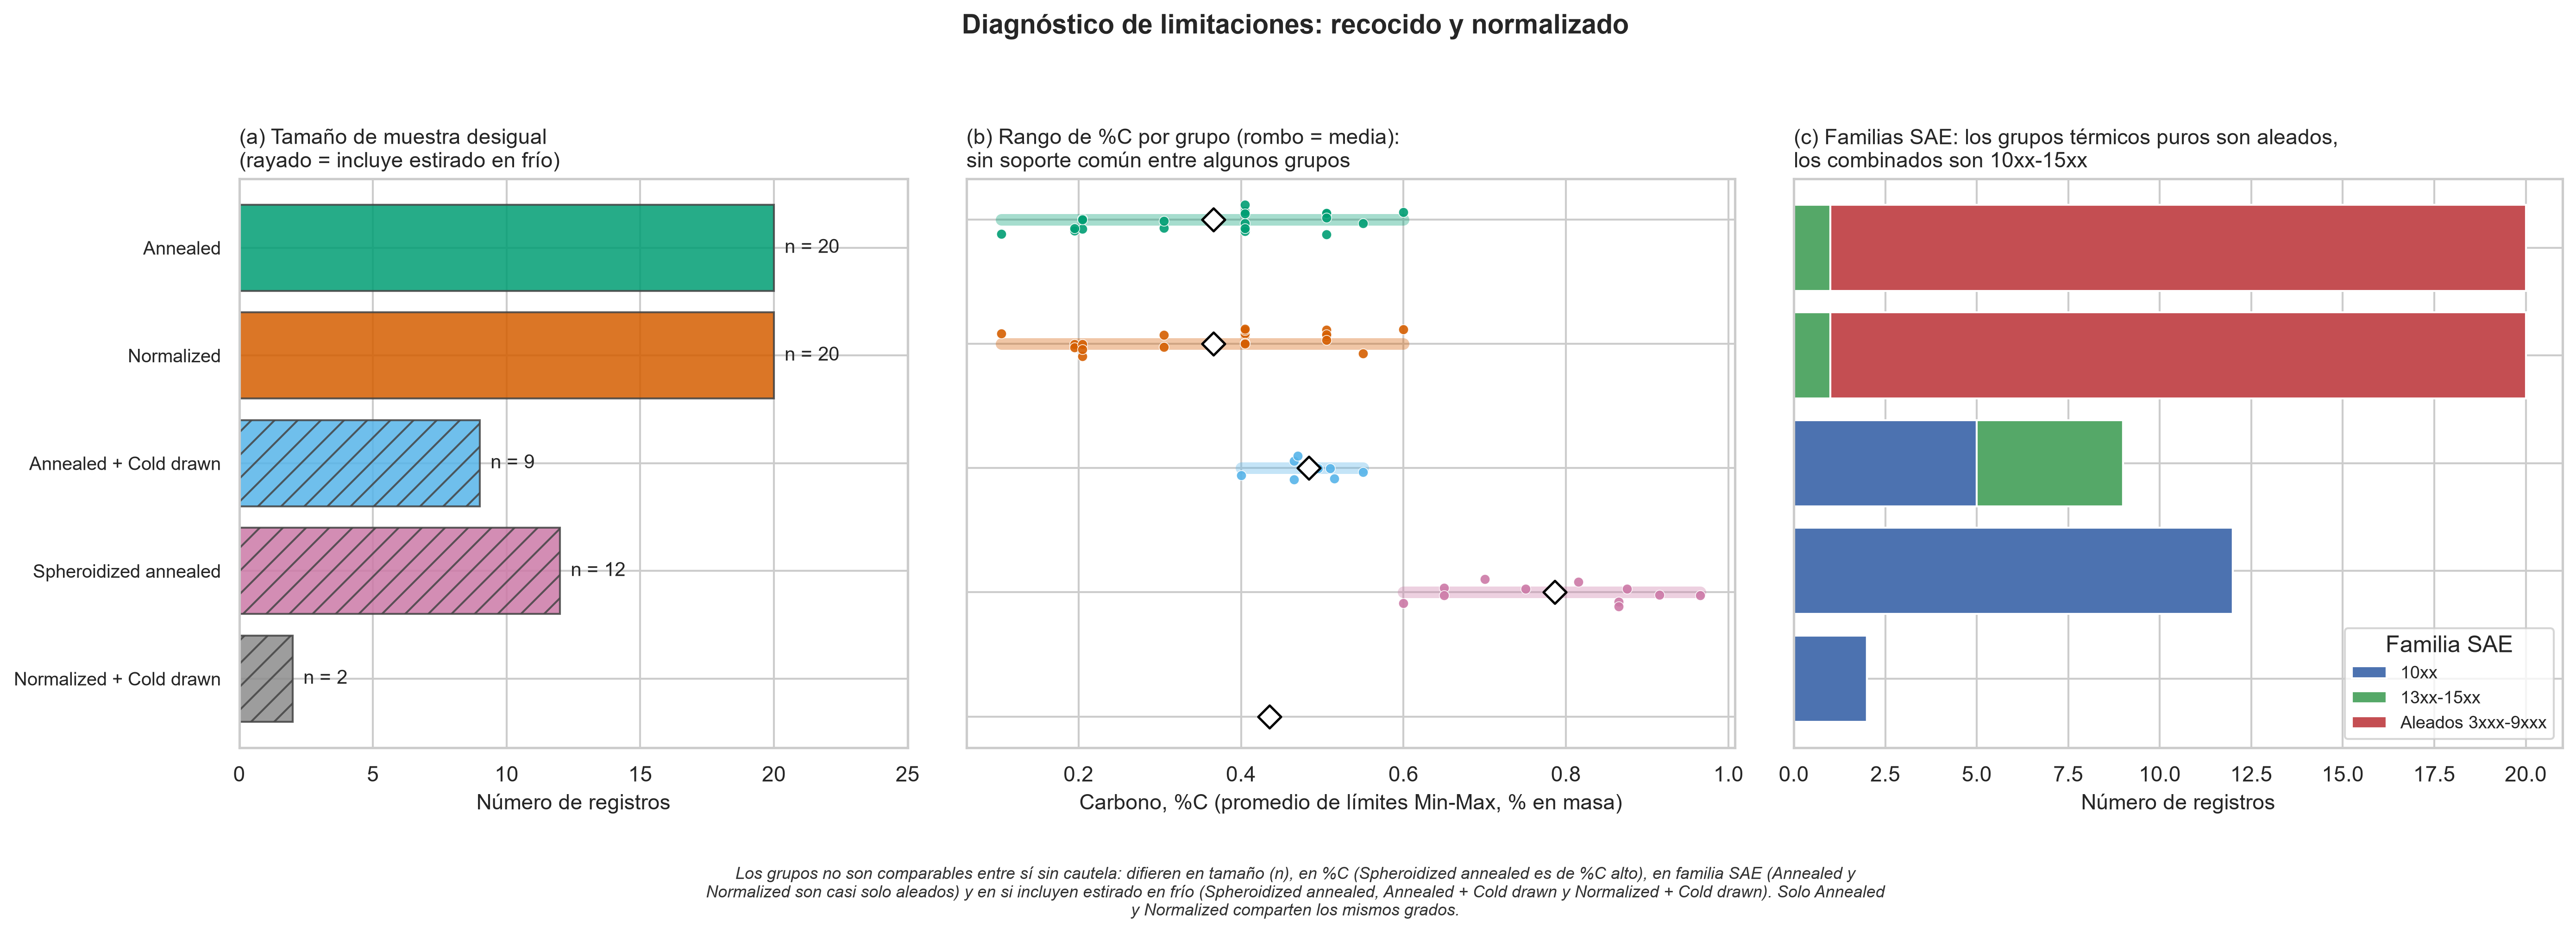 Diagnóstico de limitaciones: recocido y normalizado
(a) Tamaño de muestra desigual
(rayado = incluye estirado en frío)
Annealed
Normalized
Annealed + Cold drawn
Spheroidized annealed
Normalized + Cold drawn
n = 20
n = 20
n = 9
n = 12
n = 2
0 5 10 15 20 25
Número de registros
(b) Rango de %C por grupo (rombo = media):
sin soporte común entre algunos grupos
0.2 0.4 0.6 0.8 1.0
Carbono, %C (promedio de límites Min-Max, % en masa)
(c) Familias SAE: los grupos térmicos puros son aleados,
los combinados son 10xx-15xx
Familia SAE
10xx
13xx-15xx
Aleados 3xxx-9xxx
0.0 2.5 5.0 7.5 10.0 12.5 15.0 17.5 20.0
Número de registros
Los grupos no son comparables entre sí sin cautela: difieren en tamaño (n), en %C (Spheroidized annealed es de %C alto), en familia SAE (Annealed y
Normalized son casi solo aleados) y en si incluyen estirado en frío (Spheroidized annealed, Annealed + Cold drawn y Normalized + Cold drawn). Solo Annealed
y Normalized comparten los mismos grados.